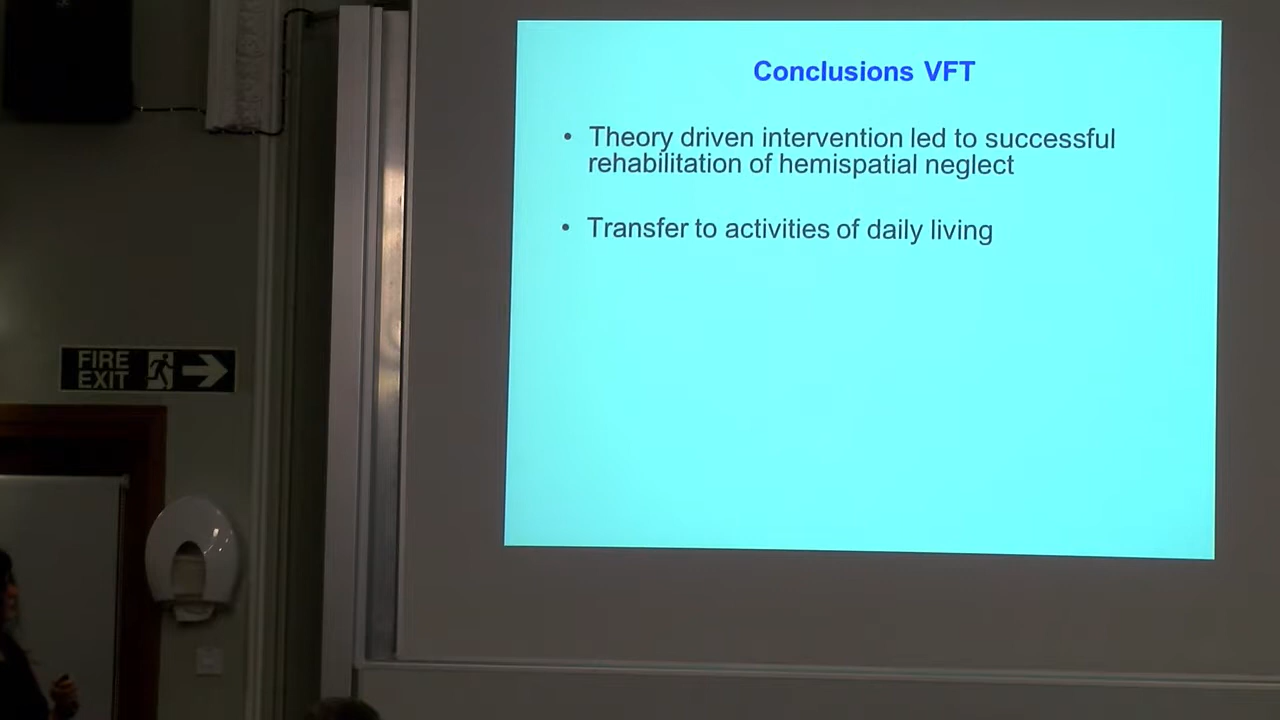 Conclusions VFT
• Theory driven intervention led to successful
rehabilitation of hemispatial neglect
• Transfer to activities of daily living
FIRE
EXIT